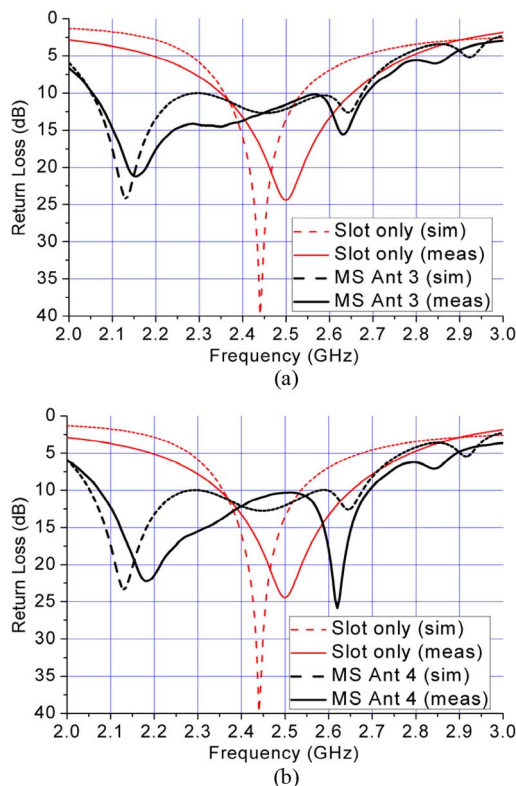 0
5
10
15
20
25
30
35
40
Return Loss (dB)
Slot only (sim)
Slot only (meas)
MS Ant 3 (sim)
MS Ant 3 (meas)
2.0 2.1 2.2 2.3 2.4 2.5 2.6 2.7 2.8 2.9 3.0
Frequency (GHz)
(a)
0
5
10
15
20
25
30
35
40
Return Loss (dB)
Slot only (sim)
Slot only (meas)
MS Ant 4 (sim)
MS Ant 4 (meas)
2.0 2.1 2.2 2.3 2.4 2.5 2.6 2.7 2.8 2.9 3.0
Frequency (GHz)
(b)